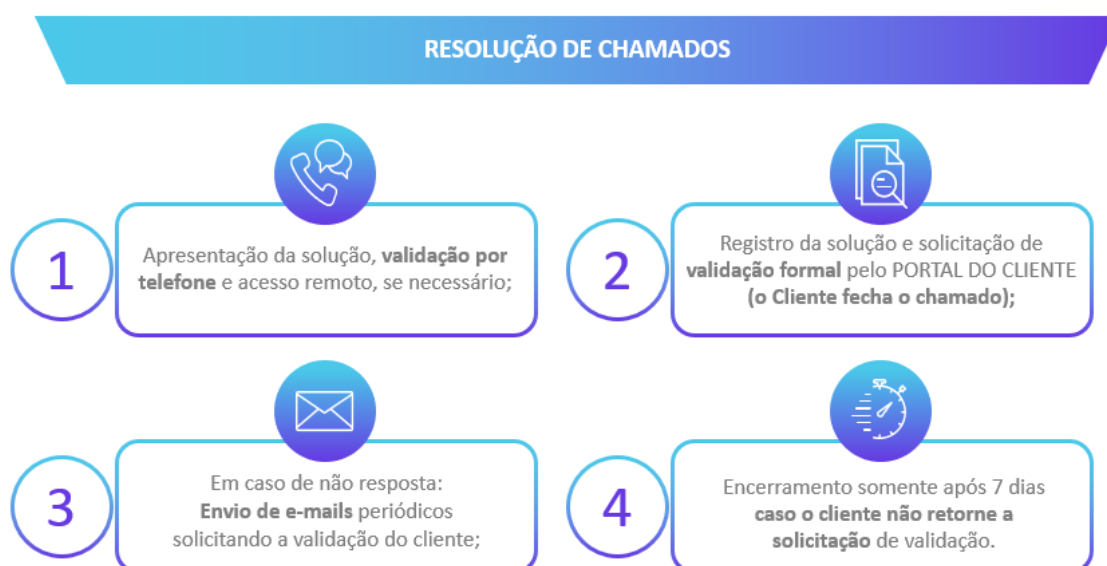 RESOLUÇÃO DE CHAMADOS
1
Apresentação da solução, validação por
telefone e acesso remoto, se necessário;
2
Registro da solução e solicitação de
validação formal pelo PORTAL DO CLIENTE
(o Cliente fecha o chamado);
3
Em caso de não resposta:
Envio de e-mails periódicos
solicitando a validação do cliente;
4
Encerramento somente após 7 dias
caso o cliente não retorne a
solicitação de validação.